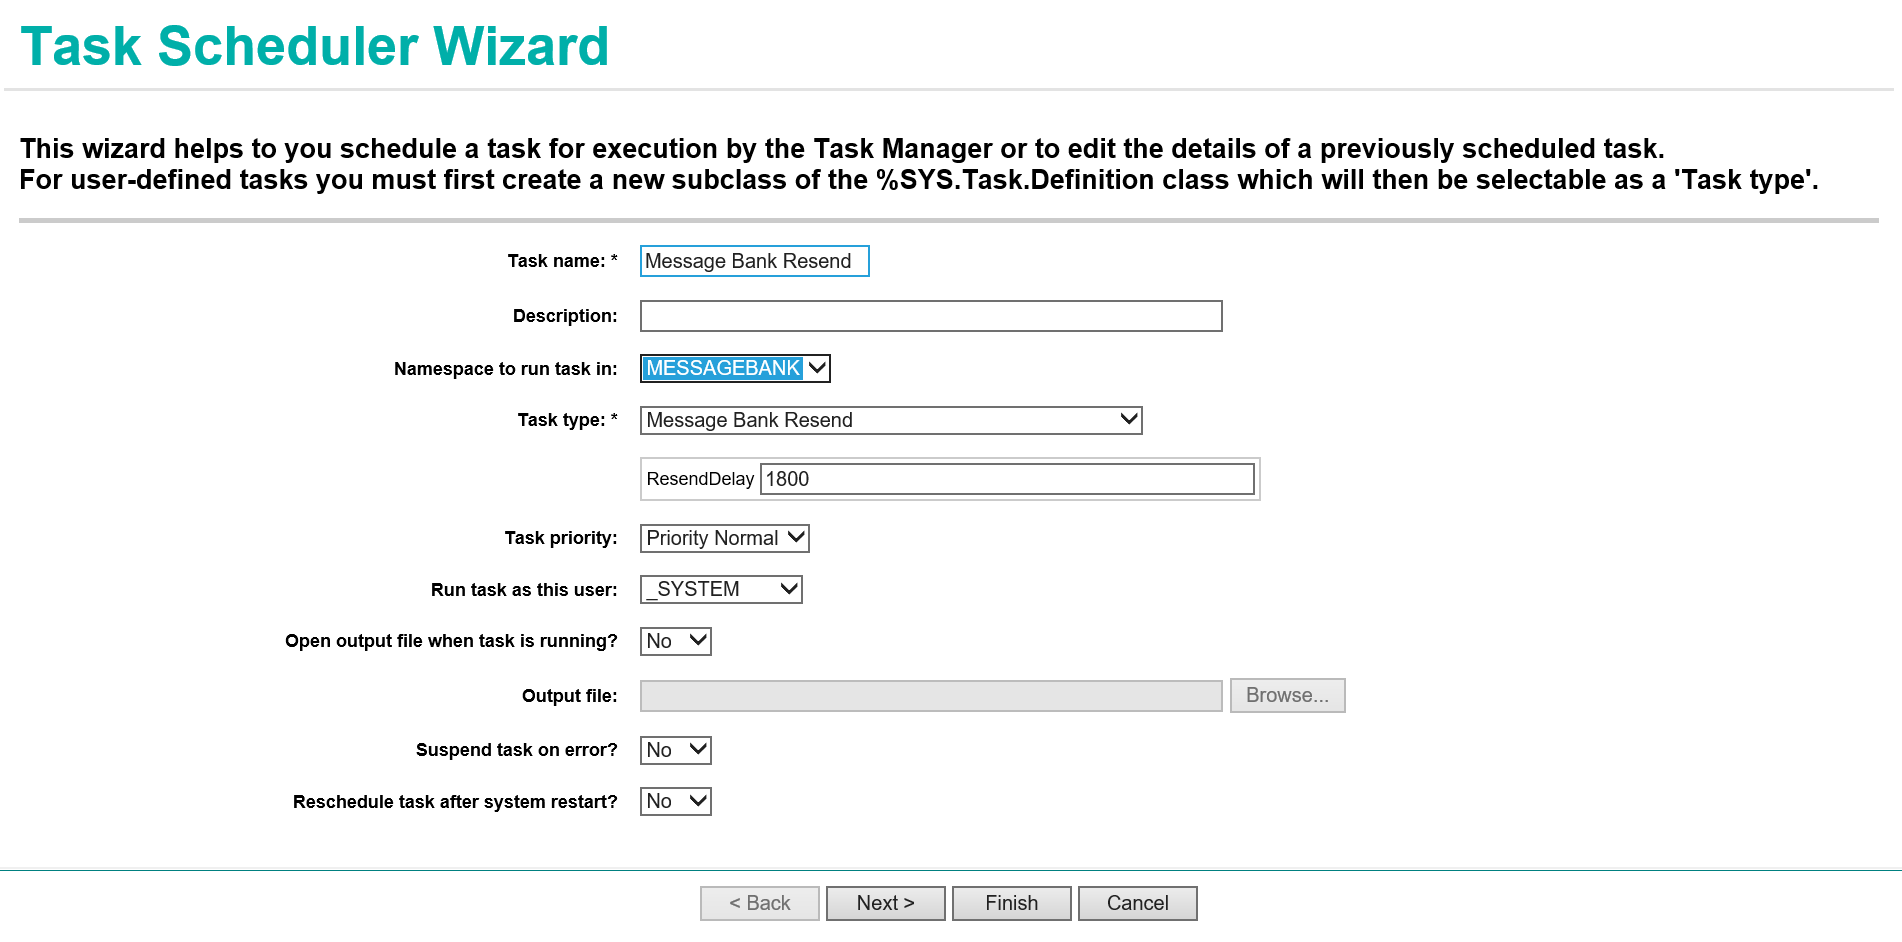 Task Scheduler Wizard
This wizard helps to you schedule a task for execution by the Task Manager or to edit the details of a previously scheduled task.
For user-defined tasks you must first create a new subclass of the %SYS.Task.Definition class which will then be selectable as a 'Task type'.
Task name: * Message Bank Resend
Description:
Namespace to run task in: MESSAGEBANK
Task type: * Message Bank Resend
ResendDelay 1800
Task priority: Priority Normal
Run task as this user: _SYSTEM
Open output file when task is running? No
Output file: Browse...
Suspend task on error? No
Reschedule task after system restart? No
< Back Next > Finish Cancel